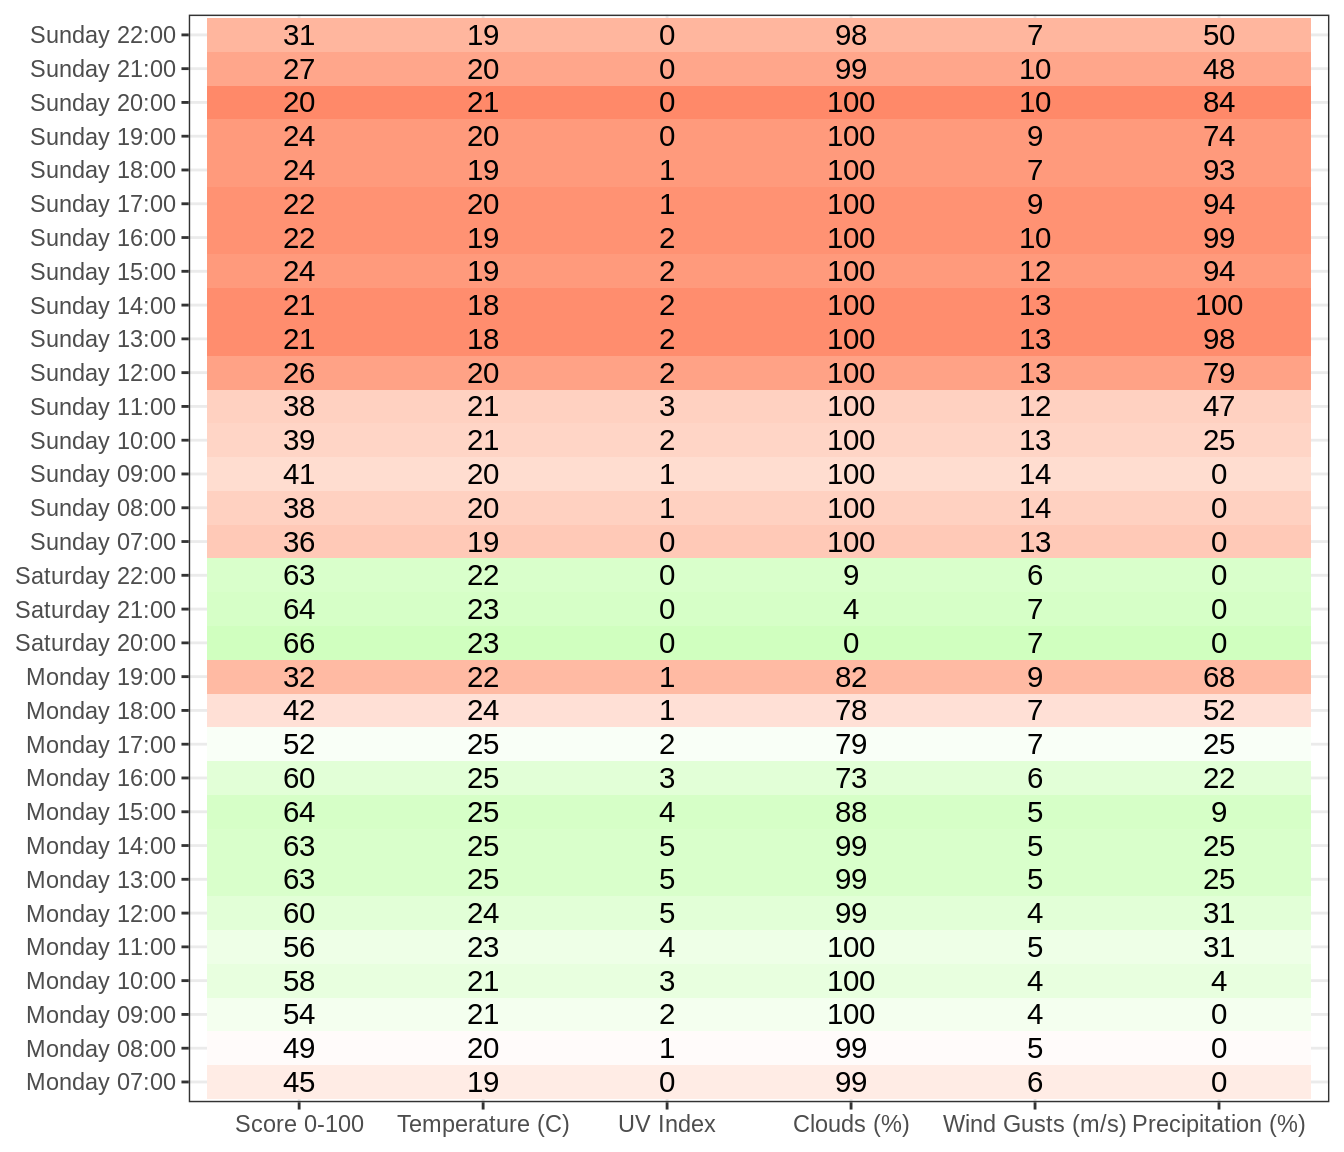 Sunday 22:00 31 19 0 98 7 50
Sunday 21:00 27 20 0 99 10 48
Sunday 20:00 20 21 0 100 10 84
Sunday 19:00 24 20 0 100 9 74
Sunday 18:00 24 19 1 100 7 93
Sunday 17:00 22 20 1 100 9 94
Sunday 16:00 22 19 2 100 10 99
Sunday 15:00 24 19 2 100 12 94
Sunday 14:00 21 18 2 100 13 100
Sunday 13:00 21 18 2 100 13 98
Sunday 12:00 26 20 2 100 13 79
Sunday 11:00 38 21 3 100 12 47
Sunday 10:00 39 21 2 100 13 25
Sunday 09:00 41 20 1 100 14 0
Sunday 08:00 38 20 1 100 14 0
Sunday 07:00 36 19 0 100 13 0
Saturday 22:00 63 22 0 9 6 0
Saturday 21:00 64 23 0 4 7 0
Saturday 20:00 66 23 0 0 7 0
Monday 19:00 32 22 1 82 9 68
Monday 18:00 42 24 1 78 7 52
Monday 17:00 52 25 2 79 7 25
Monday 16:00 60 25 3 73 6 22
Monday 15:00 64 25 4 88 5 9
Monday 14:00 63 25 5 99 5 25
Monday 13:00 63 25 5 99 5 25
Monday 12:00 60 24 5 99 4 31
Monday 11:00 56 23 4 100 5 31
Monday 10:00 58 21 3 100 4 4
Monday 09:00 54 21 2 100 4 0
Monday 08:00 49 20 1 99 5 0
Monday 07:00 45 19 0 99 6 0
Score 0-100 Temperature (C) UV Index Clouds (%) Wind Gusts (m/s) Precipitation (%)